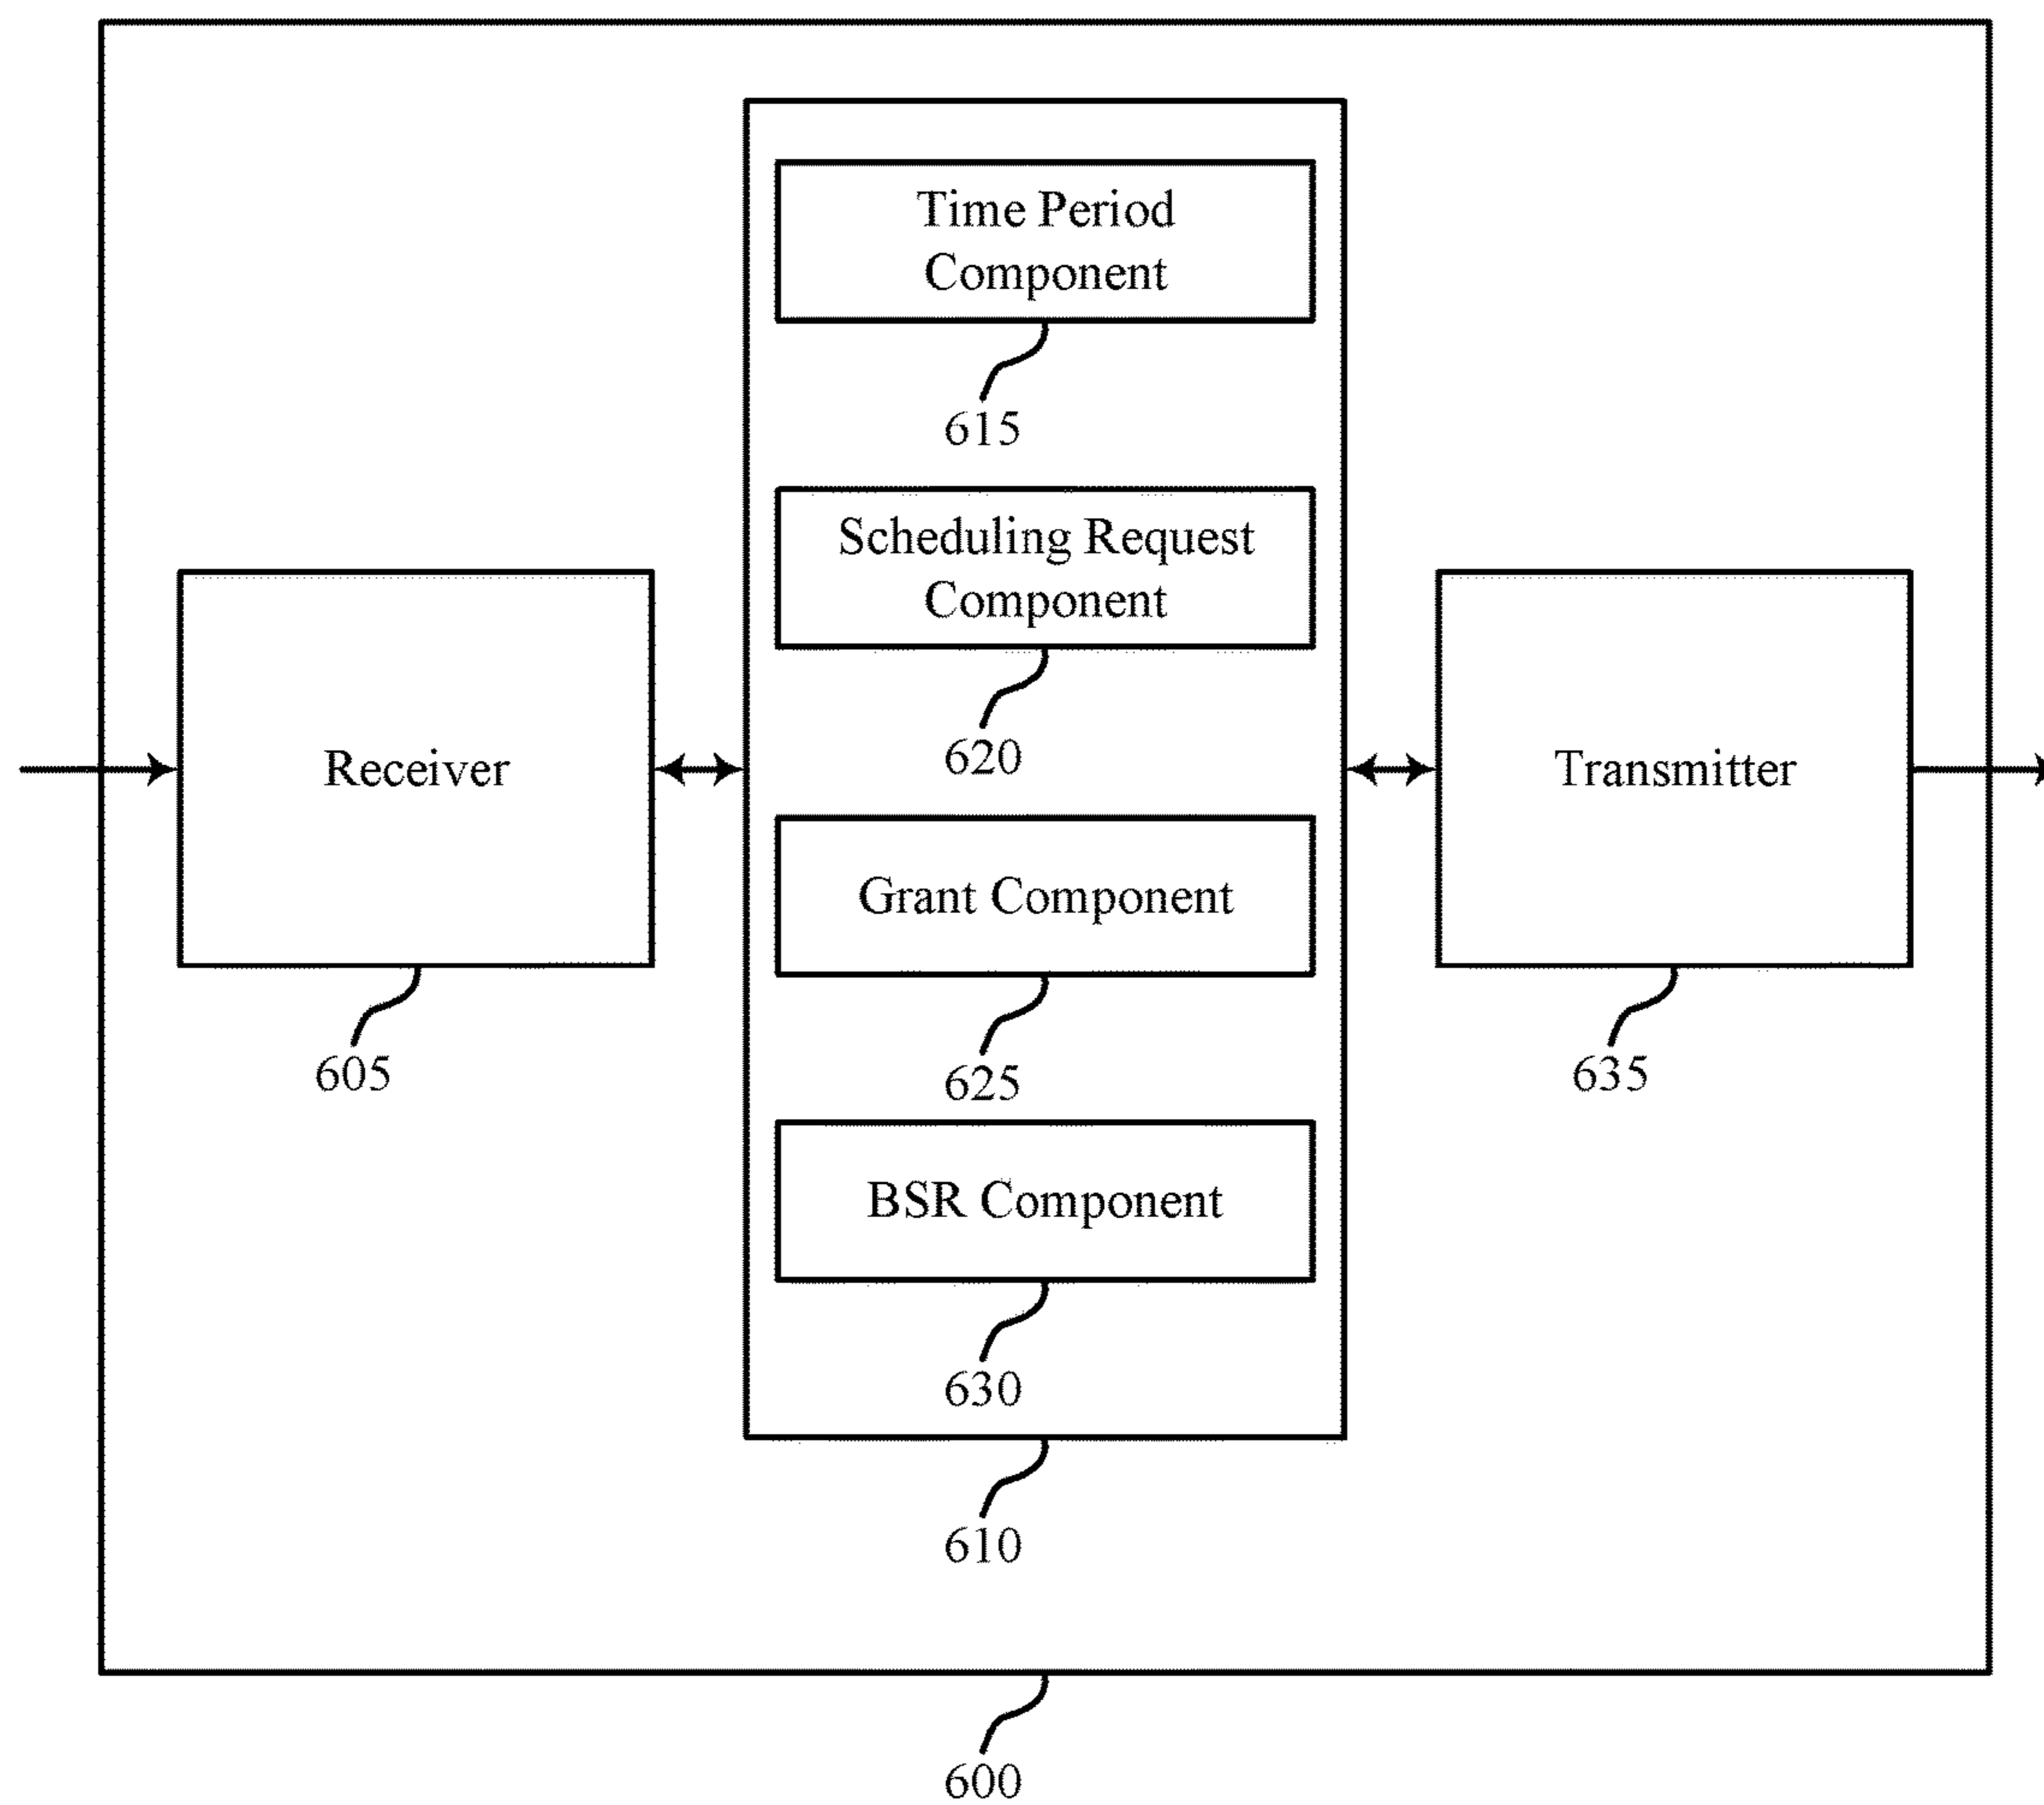 Time Period
Component
615
Scheduling Request
Component
620
Receiver
605
Grant Component
625
BSR Component
630
610
Transmitter
635
600